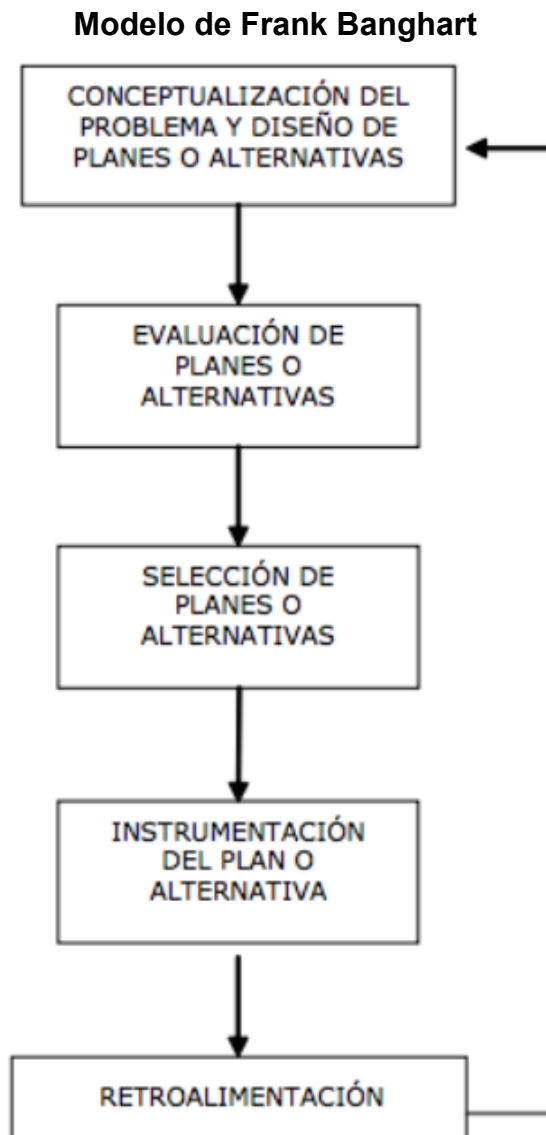 Modelo de Frank Banghart
CONCEPTUALIZACIÓN DEL
PROBLEMA Y DISEÑO DE
PLANES O ALTERNATIVAS
EVALUACIÓN DE
PLANES O
ALTERNATIVAS
SELECCIÓN DE
PLANES O
ALTERNATIVAS
INSTRUMENTACIÓN
DEL PLAN O
ALTERNATIVA
RETROALIMENTACIÓN